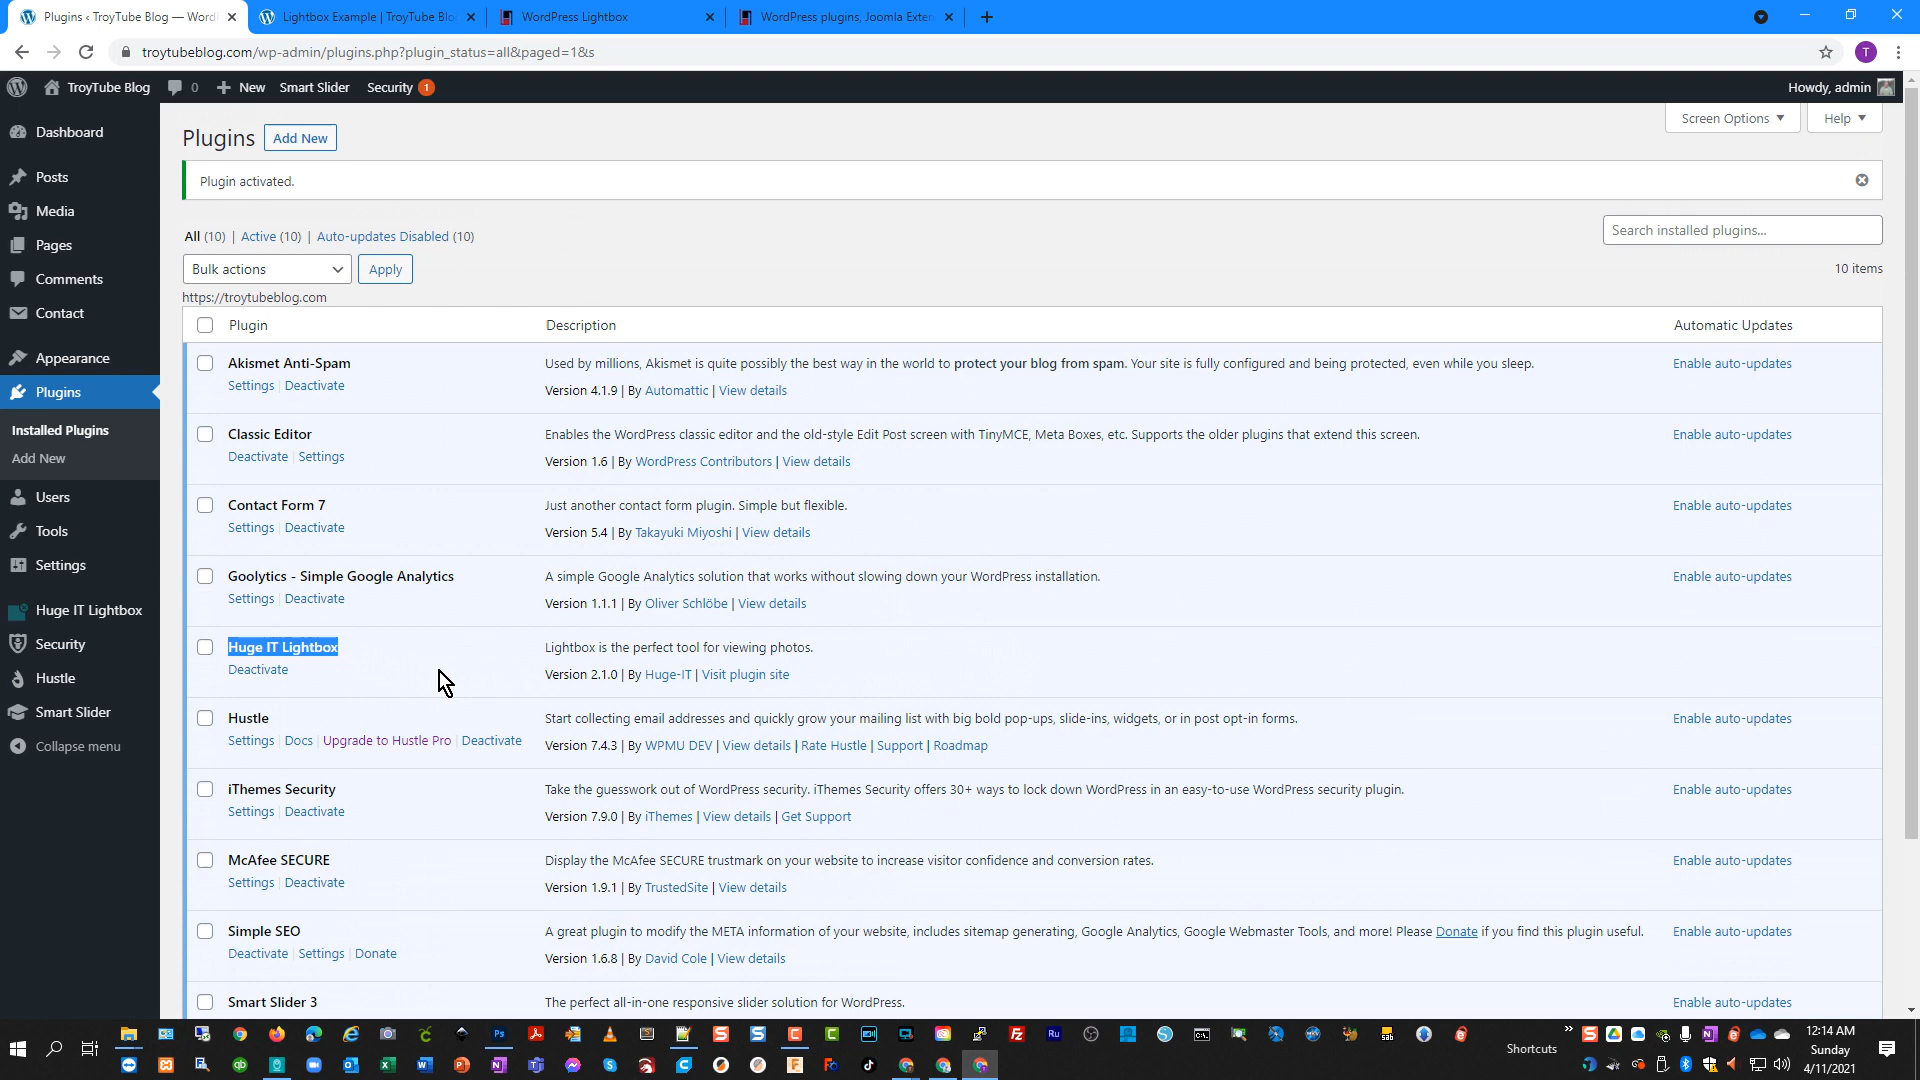 Plugins ‹ TroyTube Blog — Word
Lightbox Example | TroyTube Blo
WordPress Lightbox
WordPress plugins, Joomla Exten
troytubeblog.com/wp-admin/plugins.php?plugin_status=all&paged=1&s
T
TroyTube Blog
0
New
Smart Slider
Security 1
Howdy, admin
Dashboard
Posts
Media
Pages
Comments
Contact
Appearance
Plugins
Installed Plugins
Add New
Users
Tools
Settings
Huge IT Lightbox
Security
Hustle
Smart Slider
Collapse menu
Screen Options
Help
Plugins Add New
Plugin activated.
All (10) | Active (10) | Auto-updates Disabled (10)
Search installed plugins...
Bulk actions Apply
10 items
https://troytubeblog.com
Plugin Description Automatic Updates
Akismet Anti-Spam
Settings | Deactivate
Used by millions, Akismet is quite possibly the best way in the world to protect your blog from spam. Your site is fully configured and being protected, even while you sleep.
Version 4.1.9 | By Automattic | View details
Enable auto-updates
Classic Editor
Deactivate | Settings
Enables the WordPress classic editor and the old-style Edit Post screen with TinyMCE, Meta Boxes, etc. Supports the older plugins that extend this screen.
Version 1.6 | By WordPress Contributors | View details
Enable auto-updates
Contact Form 7
Settings | Deactivate
Just another contact form plugin. Simple but flexible.
Version 5.4 | By Takayuki Miyoshi | View details
Enable auto-updates
Goolytics - Simple Google Analytics
Settings | Deactivate
A simple Google Analytics solution that works without slowing down your WordPress installation.
Version 1.1.1 | By Oliver Schlöbe | View details
Enable auto-updates
Huge IT Lightbox
Deactivate
Lightbox is the perfect tool for viewing photos.
Version 2.1.0 | By Huge-IT | Visit plugin site
Hustle
Settings | Docs | Upgrade to Hustle Pro | Deactivate
Start collecting email addresses and quickly grow your mailing list with big bold pop-ups, slide-ins, widgets, or in post opt-in forms.
Version 7.4.3 | By WPMU DEV | View details | Rate Hustle | Support | Roadmap
Enable auto-updates
iThemes Security
Settings | Deactivate
Take the guesswork out of WordPress security. iThemes Security offers 30+ ways to lock down WordPress in an easy-to-use WordPress security plugin.
Version 7.9.0 | By iThemes | View details | Get Support
Enable auto-updates
McAfee SECURE
Settings | Deactivate
Display the McAfee SECURE trustmark on your website to increase visitor confidence and conversion rates.
Version 1.9.1 | By TrustedSite | View details
Enable auto-updates
Simple SEO
Deactivate | Settings | Donate
A great plugin to modify the META information of your website, includes sitemap generating, Google Analytics, Google Webmaster Tools, and more! Please Donate if you find this plugin useful.
Version 1.6.8 | By David Cole | View details
Enable auto-updates
Smart Slider 3
The perfect all-in-one responsive slider solution for WordPress.
Enable auto-updates
Shortcuts
12:14 AM
Sunday
4/11/2021